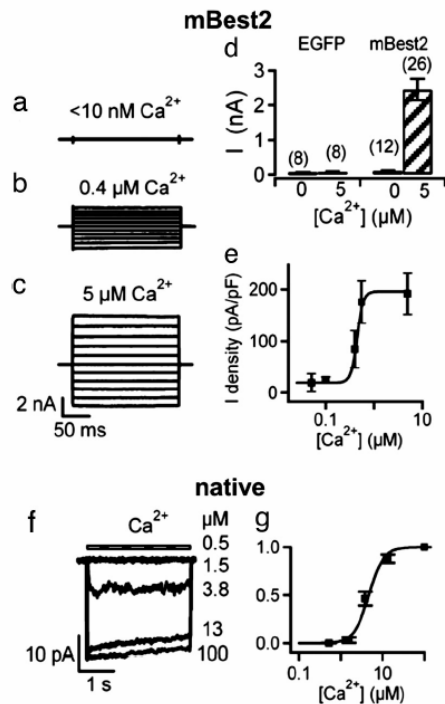 mBest2
a
<10 nM Ca2+
b
0.4 µM Ca2+
c
5 µM Ca2+
2 nA
50 ms
d
EGFP mBest2
(26)
3
2
1
0
I (nA)
(8) (8) (12)
0 5 0 5
[Ca2+] (µM)
e
200
100
0
I density (pA/pF)
0.1 1 10
[Ca2+] (µM)
native
f
Ca2+ µM
0.5
1.5
3.8
13
100
10 pA
1 s
g
1.0
0.5
0.0
0.1 10
[Ca2+] (µM)